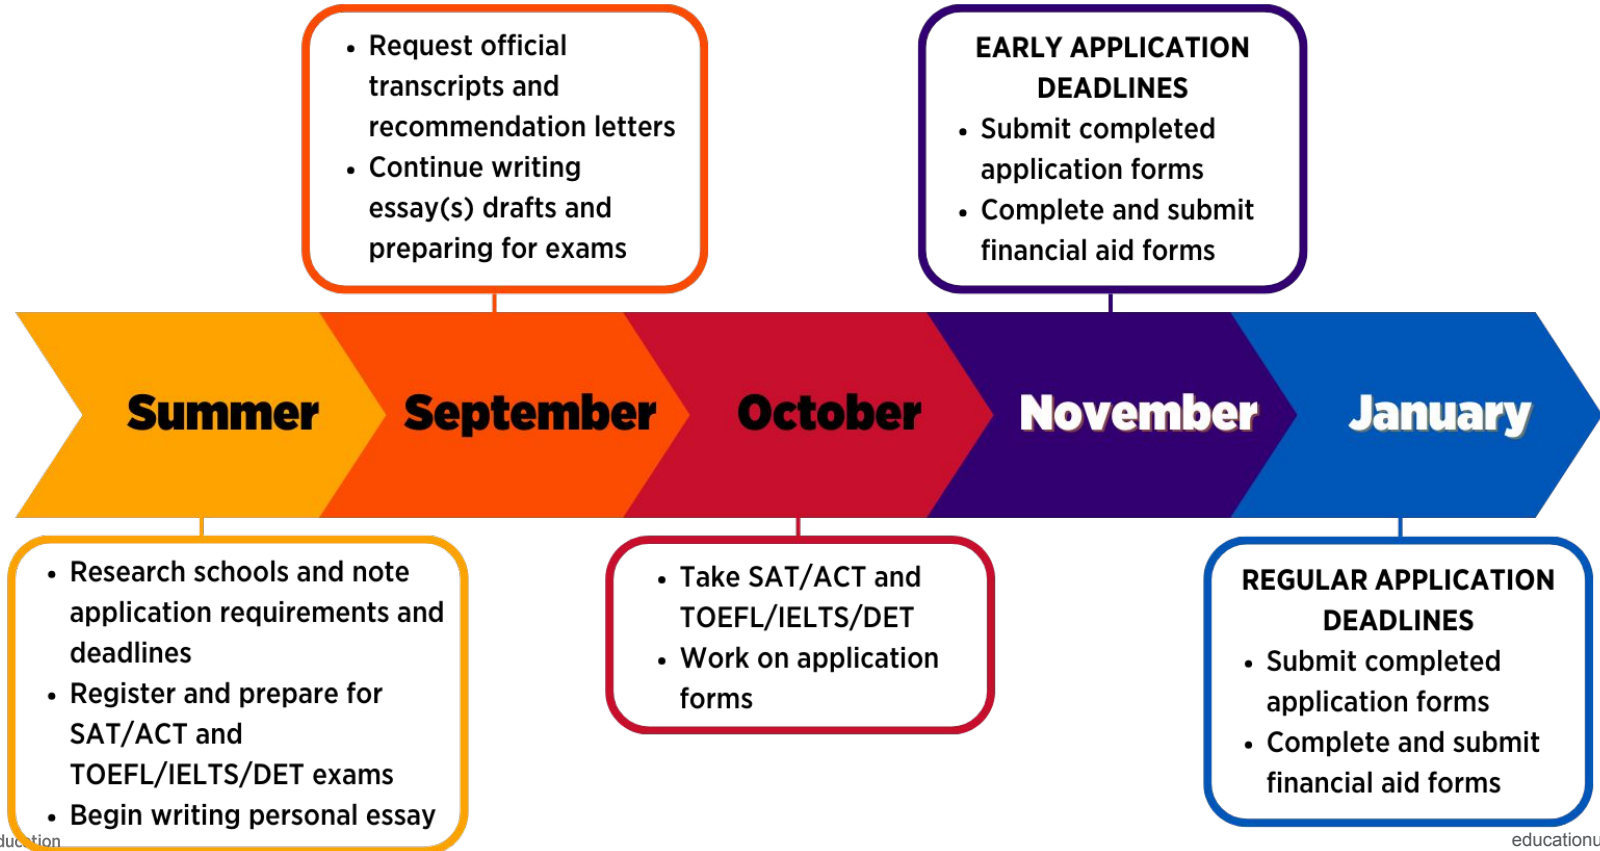 • Request official
transcripts and
recommendation letters
• Continue writing
essay(s) drafts and
preparing for exams
EARLY APPLICATION
DEADLINES
• Submit completed
application forms
• Complete and submit
financial aid forms
Summer
September
October
November
January
• Research schools and note
application requirements and
deadlines
• Register and prepare for
SAT/ACT and
TOEFL/IELTS/DET exams
• Begin writing personal essay
• Take SAT/ACT and
TOEFL/IELTS/DET
• Work on application
forms
REGULAR APPLICATION
DEADLINES
• Submit completed
application forms
• Complete and submit
financial aid forms
ducation
educationu